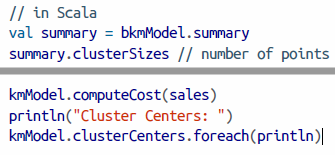 // in Scala
val summary = bkmModel.summary
summary.clusterSizes // number of points
kmModel.computeCost(sales)
println("Cluster Centers: ")
kmModel.clusterCenters.foreach(println)